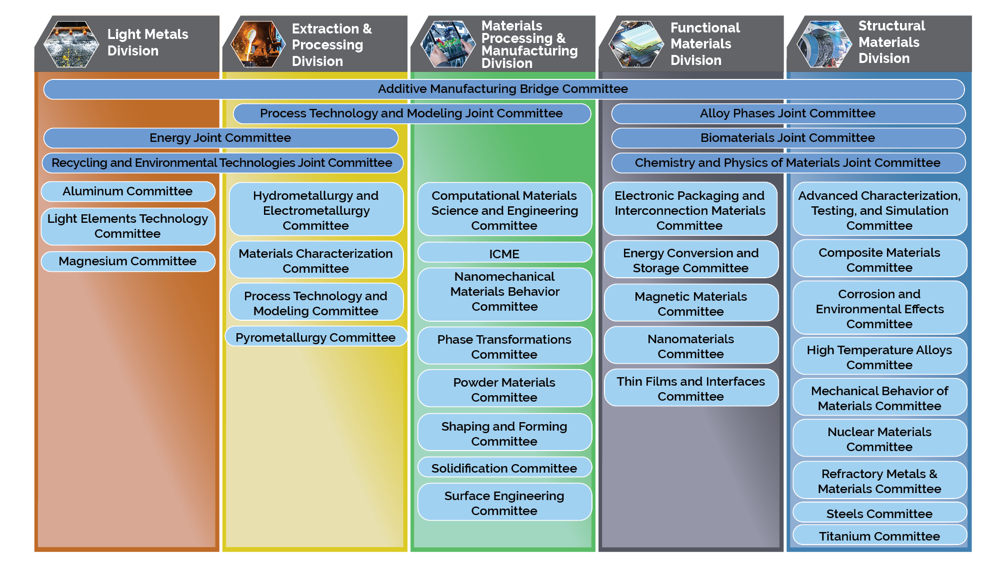 Light Metals
Division
Extraction &
Processing
Division
Materials
Processing &
Manufacturing
Division
Functional
Materials
Division
Structural
Materials
Division
Additive Manufacturing Bridge Committee
Process Technology and Modeling Joint Committee
Alloy Phases Joint Committee
Energy Joint Committee
Biomaterials Joint Committee
Recycling and Environmental Technologies Joint Committee
Chemistry and Physics of Materials Joint Committee
Aluminum Committee
Light Elements Technology
Committee
Magnesium Committee
Hydrometallurgy and
Electrometallurgy
Committee
Materials Characterization
Committee
Process Technology and
Modeling Committee
Pyrometallurgy Committee
Computational Materials
Science and Engineering
Committee
ICME
Nanomechanical
Materials Behavior
Committee
Phase Transformations
Committee
Powder Materials
Committee
Shaping and Forming
Committee
Solidification Committee
Surface Engineering
Committee
Electronic Packaging and
Interconnection Materials
Committee
Energy Conversion and
Storage Committee
Magnetic Materials
Committee
Nanomaterials
Committee
Thin Films and Interfaces
Committee
Advanced Characterization,
Testing, and Simulation
Committee
Composite Materials
Committee
Corrosion and
Environmental Effects
Committee
High Temperature Alloys
Committee
Mechanical Behavior of
Materials Committee
Nuclear Materials
Committee
Refractory Metals &
Materials Committee
Steels Committee
Titanium Committee